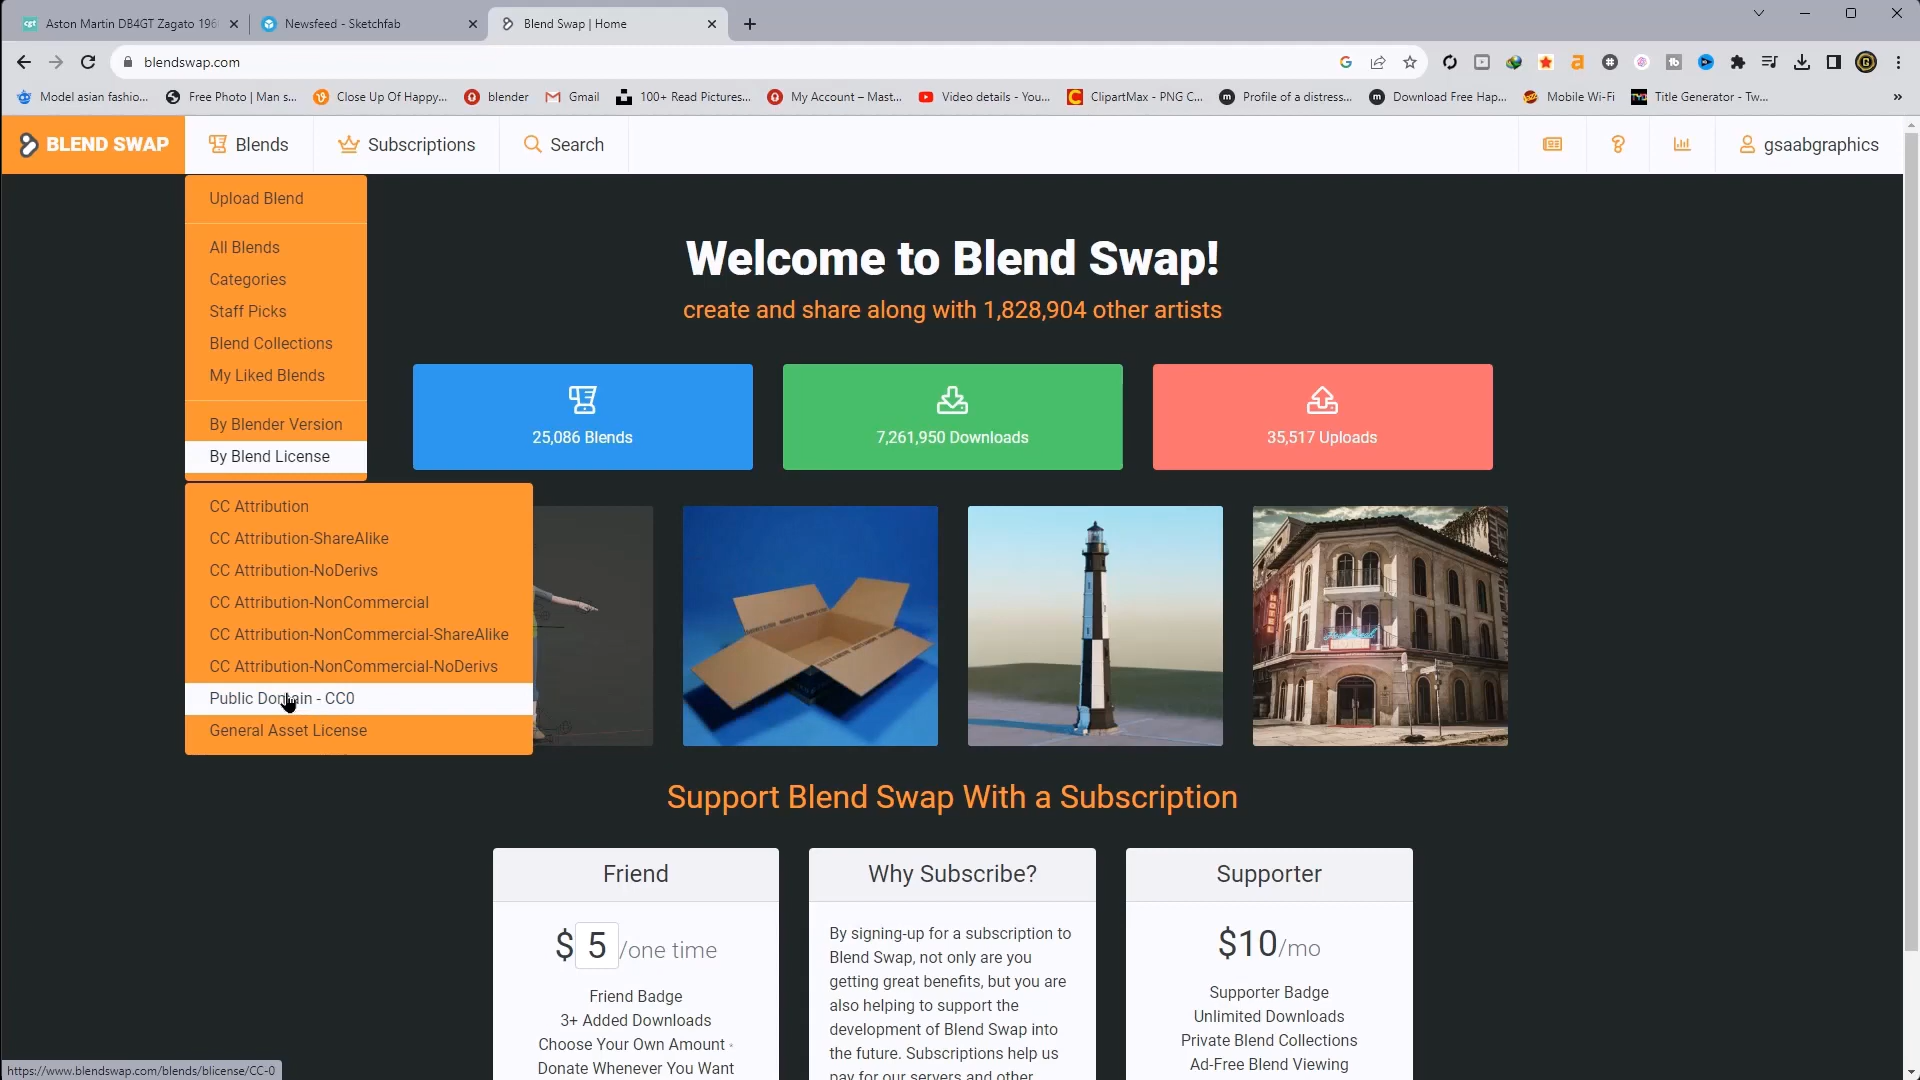 Aston Martin DB4GT Zagato 196
Newsfeed - Sketchfab
Blend Swap | Home
blendswap.com
Model asian fashio...
Free Photo | Man s...
Close Up Of Happy...
blender
Gmail
100+ Read Pictures...
My Account – Mast...
Video details - You...
ClipartMax - PNG C...
Profile of a distress...
Download Free Hap...
Mobile Wi-Fi
Title Generator - Tw...
BLEND SWAP
Blends
Subscriptions
Search
gsaabgraphics
Upload Blend
All Blends
Categories
Staff Picks
Blend Collections
My Liked Blends
By Blender Version
By Blend License
CC Attribution
CC Attribution-ShareAlike
CC Attribution-NoDerivs
CC Attribution-NonCommercial
CC Attribution-NonCommercial-ShareAlike
CC Attribution-NonCommercial-NoDerivs
Public Domain - CC0
General Asset License
Welcome to Blend Swap!
create and share along with 1,828,904 other artists
25,086 Blends
7,261,950 Downloads
35,517 Uploads
HOTEL
Support Blend Swap With a Subscription
Friend
$ 5 /one time
Friend Badge
3+ Added Downloads
Choose Your Own Amount *
Donate Whenever You Want
Why Subscribe?
By signing-up for a subscription to
Blend Swap, not only are you
getting great benefits, but you are
also helping to support the
development of Blend Swap into
the future. Subscriptions help us
pay for our servers and other
Supporter
$10/mo
Supporter Badge
Unlimited Downloads
Private Blend Collections
Ad-Free Blend Viewing
https://www.blendswap.com/blends/blicense/CC-0